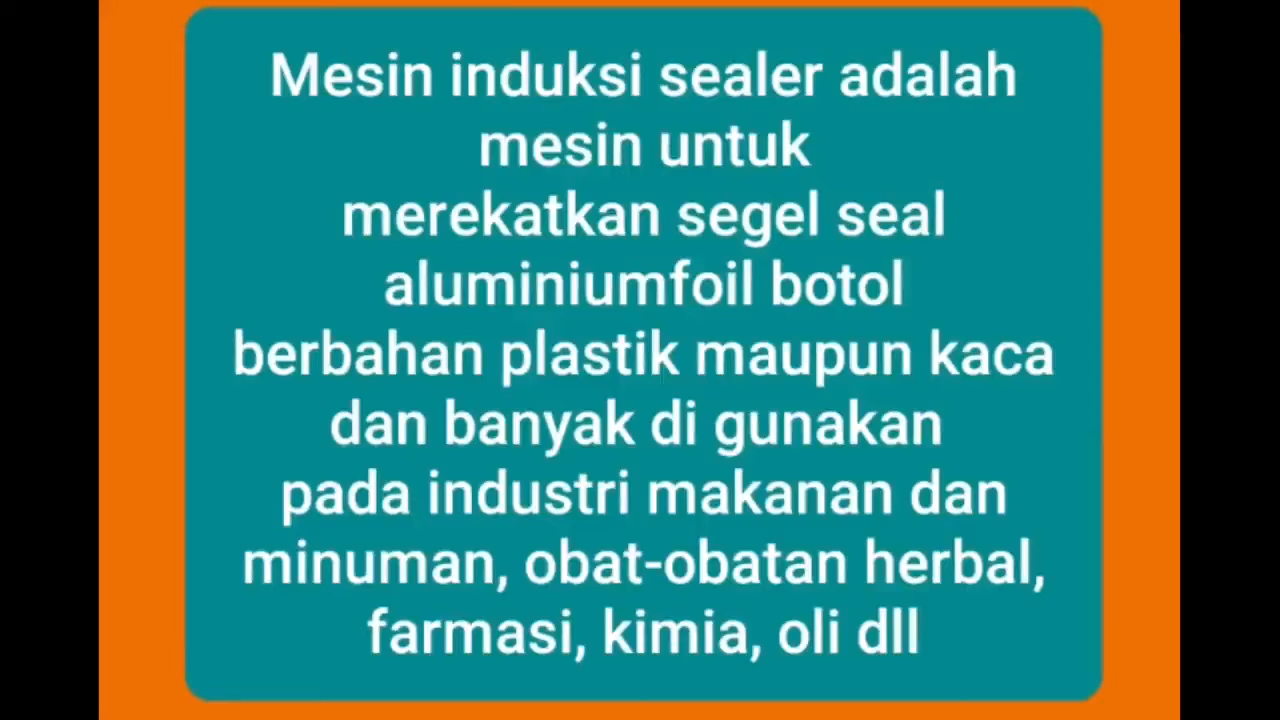 Mesin induksi sealer adalah
mesin untuk
merekatkan segel seal
aluminiumfoil botol
berbahan plastik maupun kaca
dan banyak di gunakan
pada industri makanan dan
minuman, obat-obatan herbal,
farmasi, kimia, oli dll